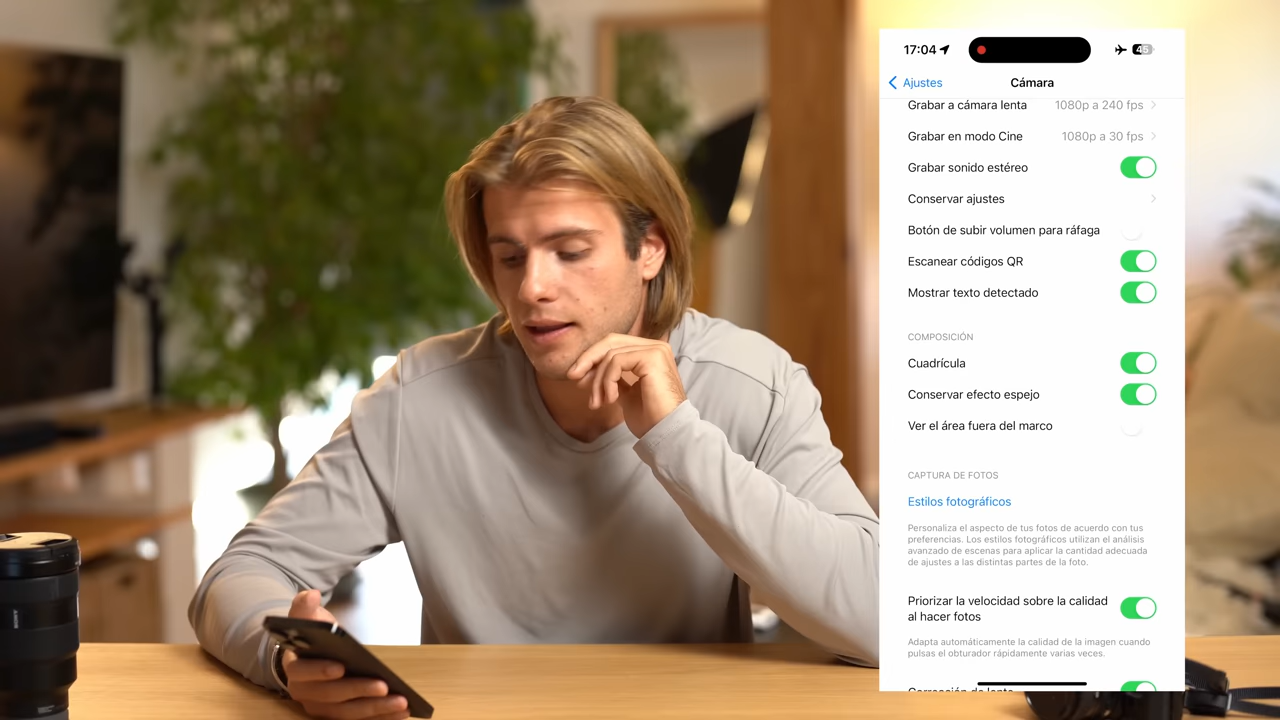 17:04
45
Ajustes
Cámara
Grabar a cámara lenta 1080p a 240 fps
Grabar en modo Cine 1080p a 30 fps
Grabar sonido estéreo
Conservar ajustes
Botón de subir volumen para ráfaga
Escanear códigos QR
Mostrar texto detectado
COMPOSICIÓN
Cuadrícula
Conservar efecto espejo
Ver el área fuera del marco
CAPTURA DE FOTOS
Estilos fotográficos
Personaliza el aspecto de tus fotos de acuerdo con tus
preferencias. Los estilos fotográficos utilizan el análisis
avanzado de escenas para aplicar la cantidad adecuada
de ajustes a las distintas partes de la foto.
Priorizar la velocidad sobre la calidad
al hacer fotos
Adapta automáticamente la calidad de la imagen cuando
pulsas el obturador rápidamente varias veces.
Corrección de lente